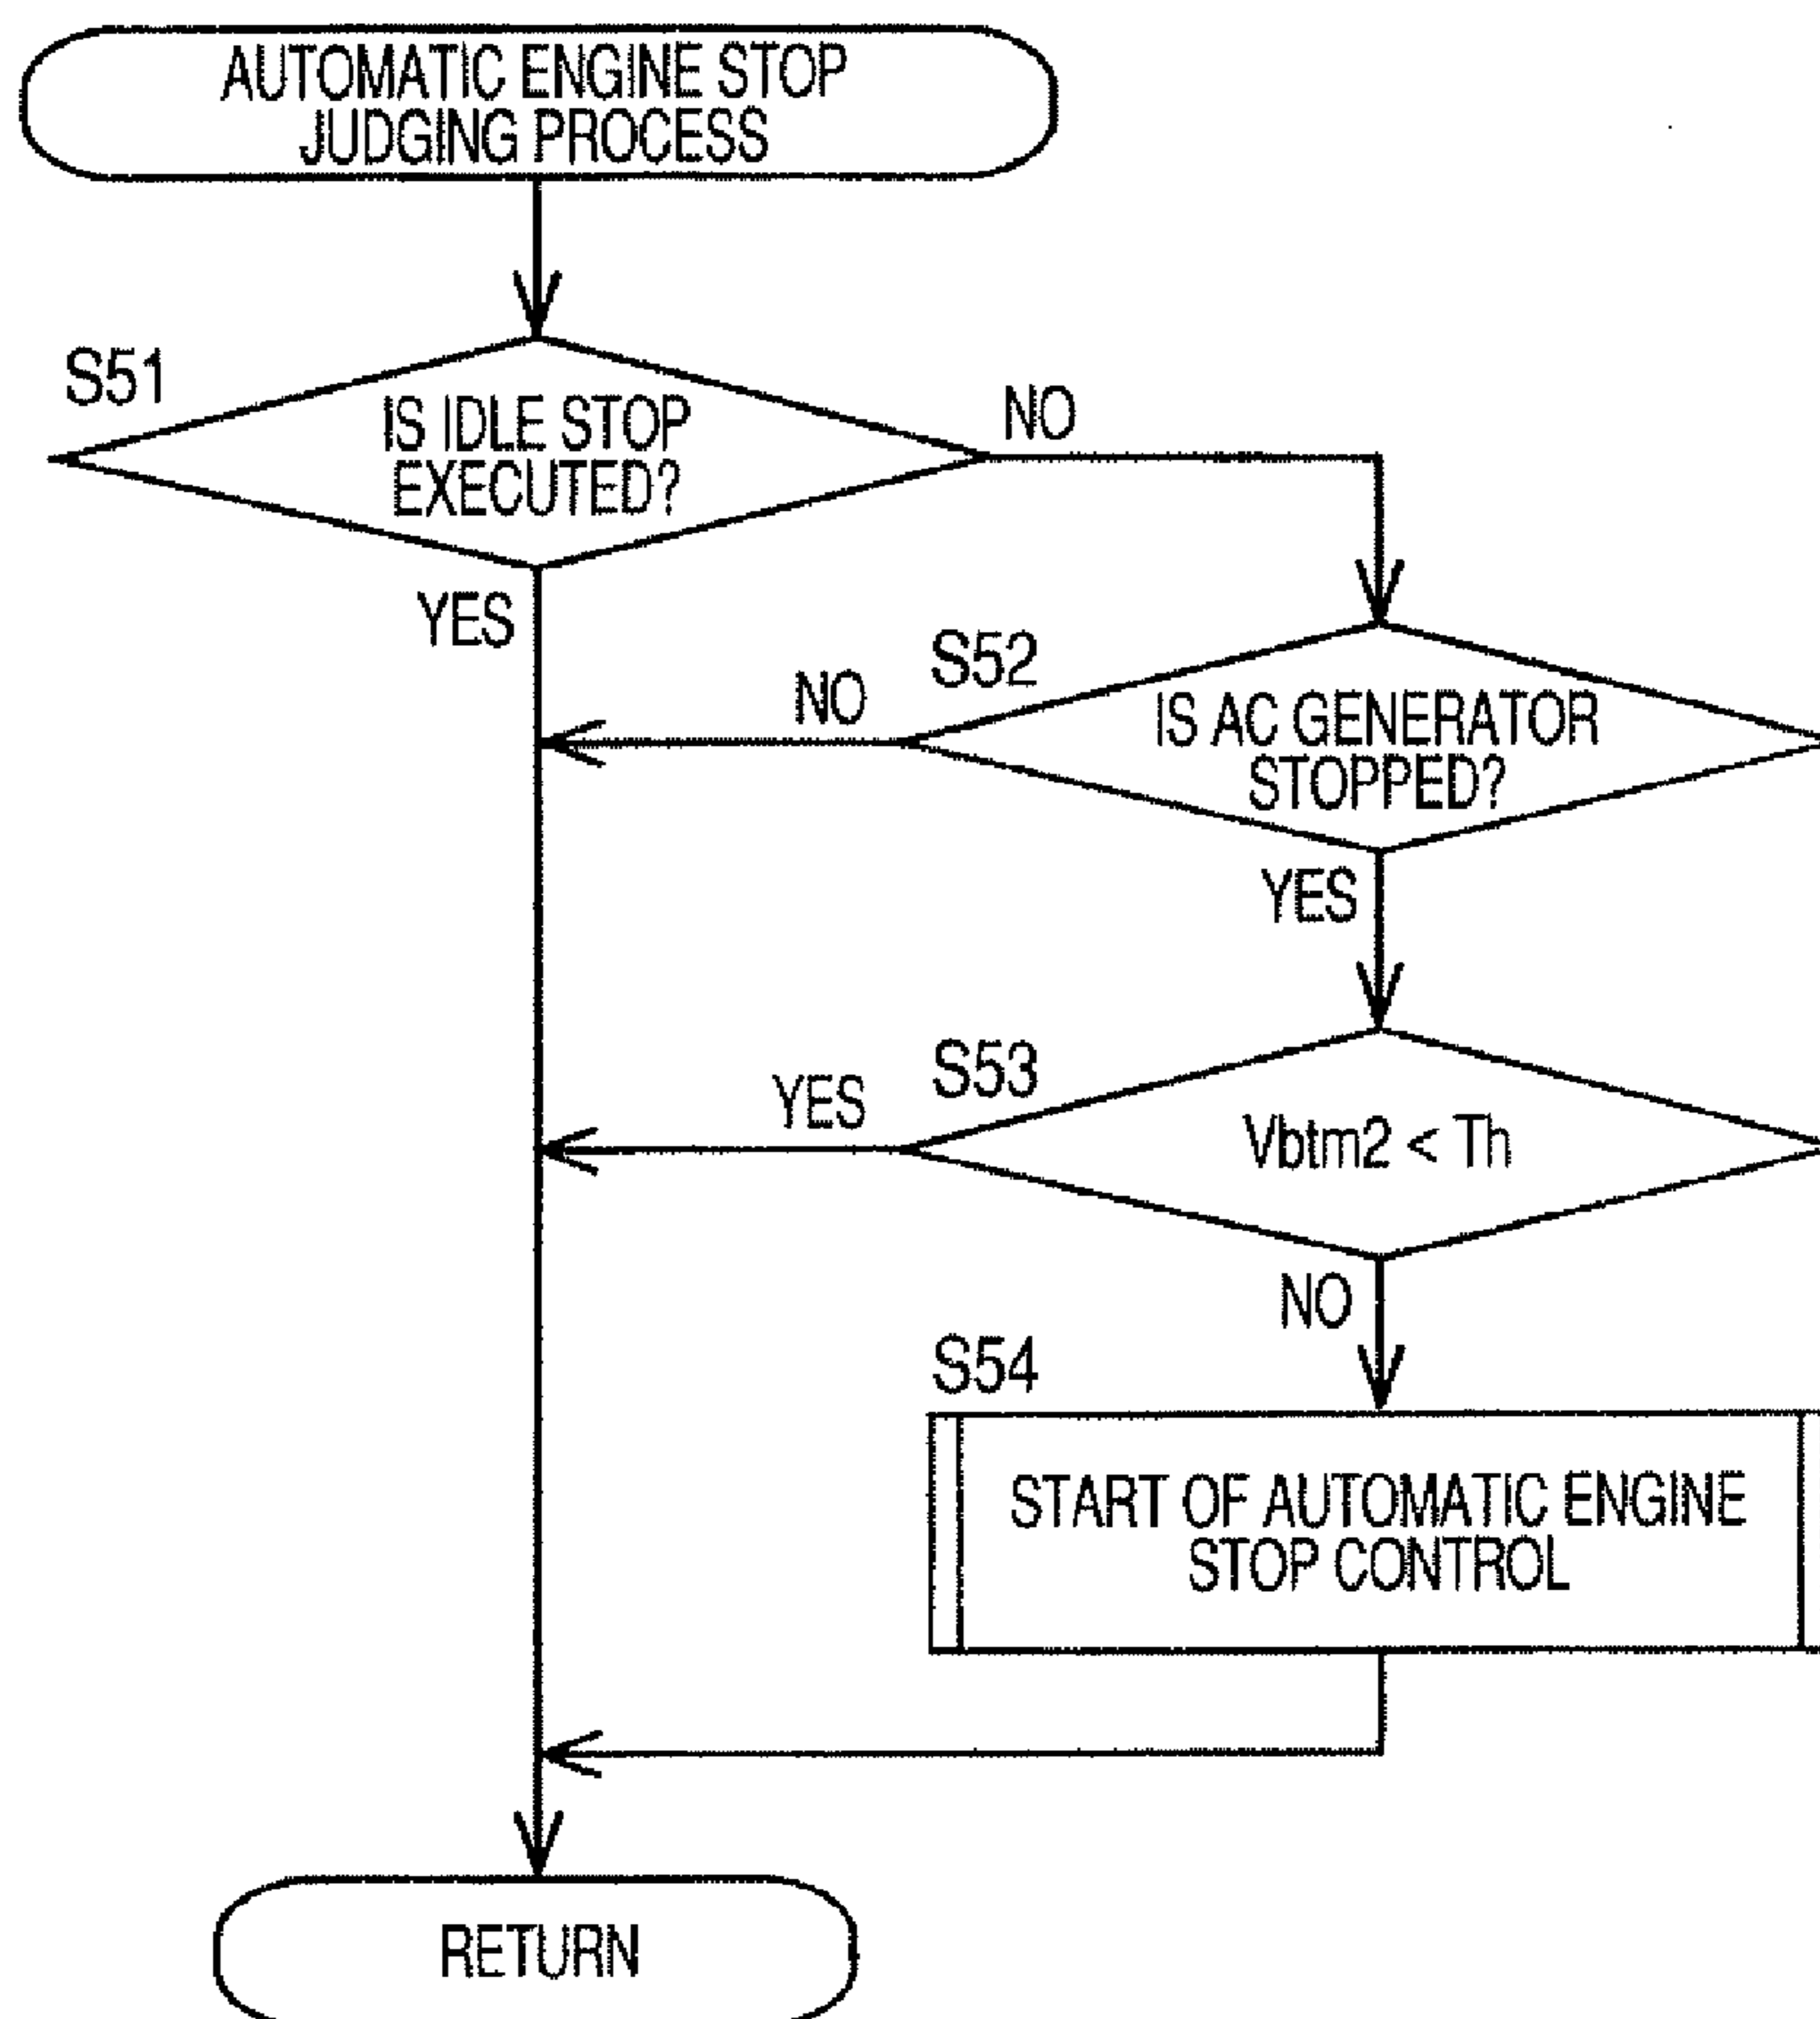 AUTOMATIC ENGINE STOP
JUDGING PROCESS
S51
IS IDLE STOP
EXECUTED?
NO
YES
S52
NO
IS AC GENERATOR
STOPPED?
YES
S53
YES
Vbtm2 < Th
NO
S54
START OF AUTOMATIC ENGINE
STOP CONTROL
RETURN